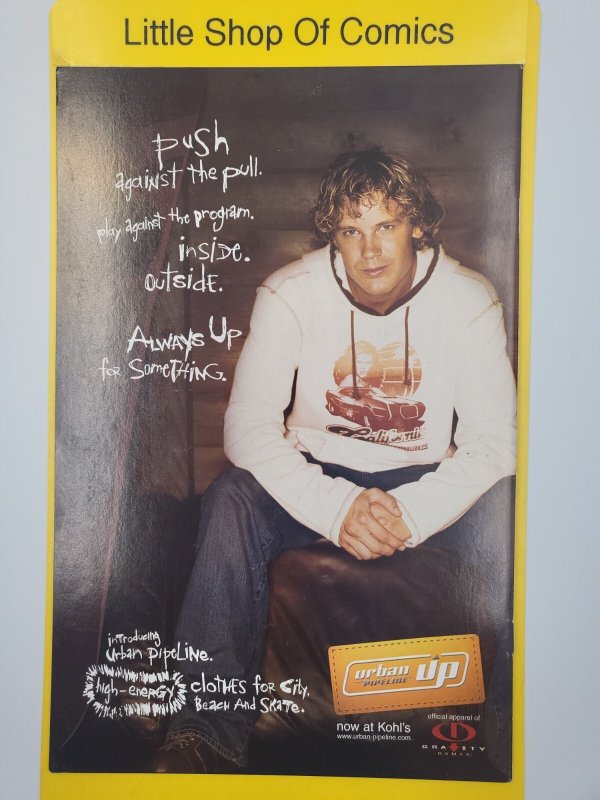 Little Shop Of Comics
push
against the pull.
play against the program.
inside.
outside.
Always Up
for Something.
California
introducing
urban pipeline.
high-energy clothes for city,
Beach And Skate.
urban up
PIPELINE
now at Kohl's
www.urban-pipeline.com
official apparel of
GRAVITY
GAMES